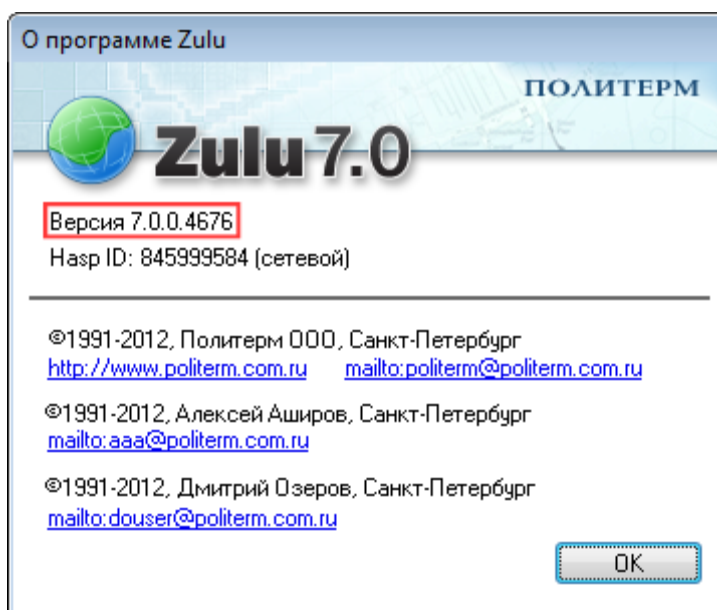 О программе Zulu
ПОЛИТЕРМ
Zulu 7.0
Версия 7.0.0.4676
Hasp ID: 845999584 (сетевой)
©1991-2012, Политерм ООО, Санкт-Петербург
http://www.politerm.com.ru mailto:politerm@politerm.com.ru
©1991-2012, Алексей Аширов, Санкт-Петербург
mailto:aaa@politerm.com.ru
©1991-2012, Дмитрий Озеров, Санкт-Петербург
mailto:douser@politerm.com.ru
OK